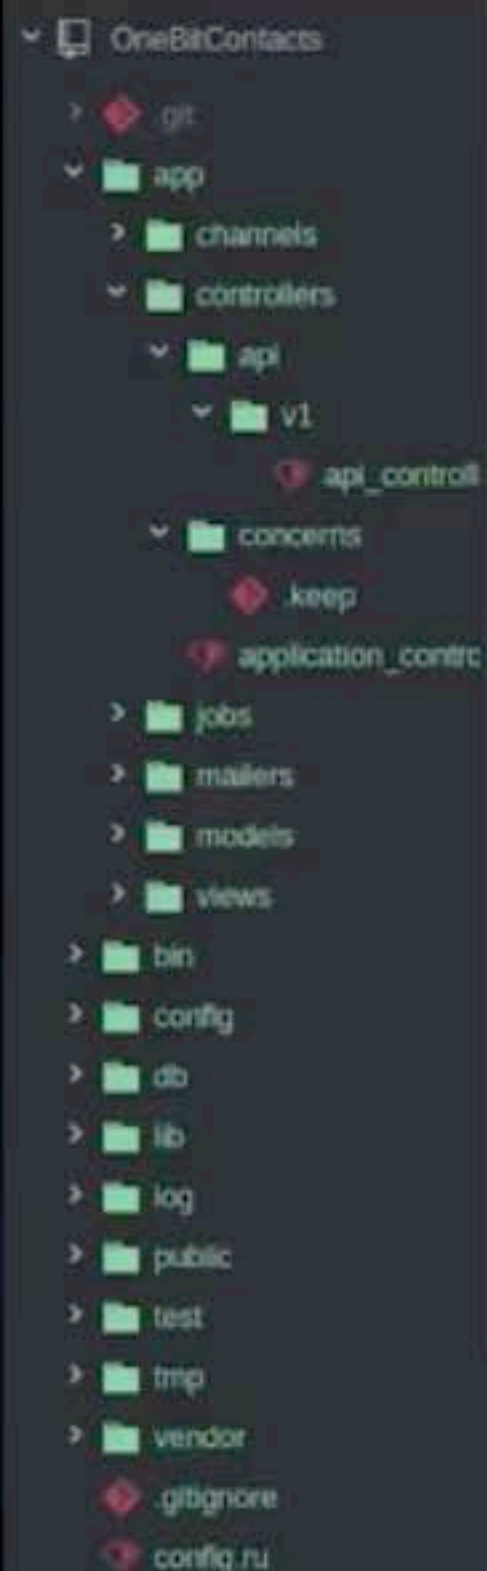 OneBitContacts
.git
app
channels
controllers
api
v1
api_controll
concerns
.keep
application_contro
jobs
mailers
models
views
bin
config
db
lib
log
public
test
tmp
vendor
.gitignore
config.ru